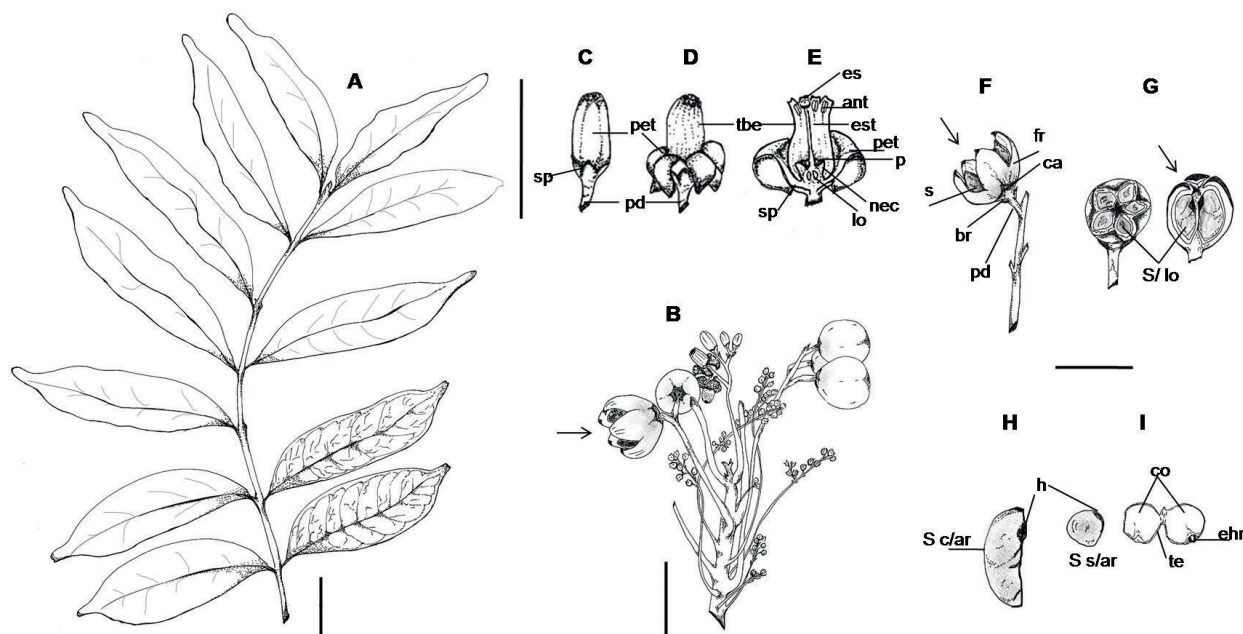 A
C
D
E
es
ant
tbe
est
pet
pet
p
sp
sp
pd
nec
lo
F
G
fr
ca
s
br
pd
S/ lo
B
H
I
h
co
S c/ar
S s/ar
te
ehr